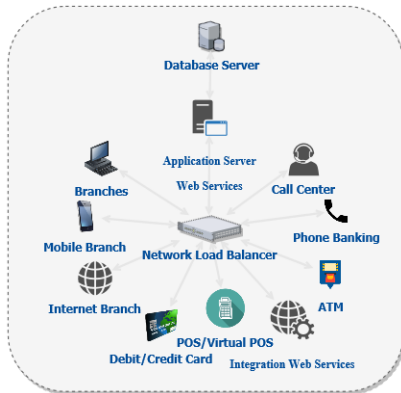 Database Server
Application Server
Web Services
Branches
Call Center
Mobile Branch
Phone Banking
Network Load Balancer
Internet Branch
ATM
POS/Virtual POS
Debit/Credit Card
Integration Web Services